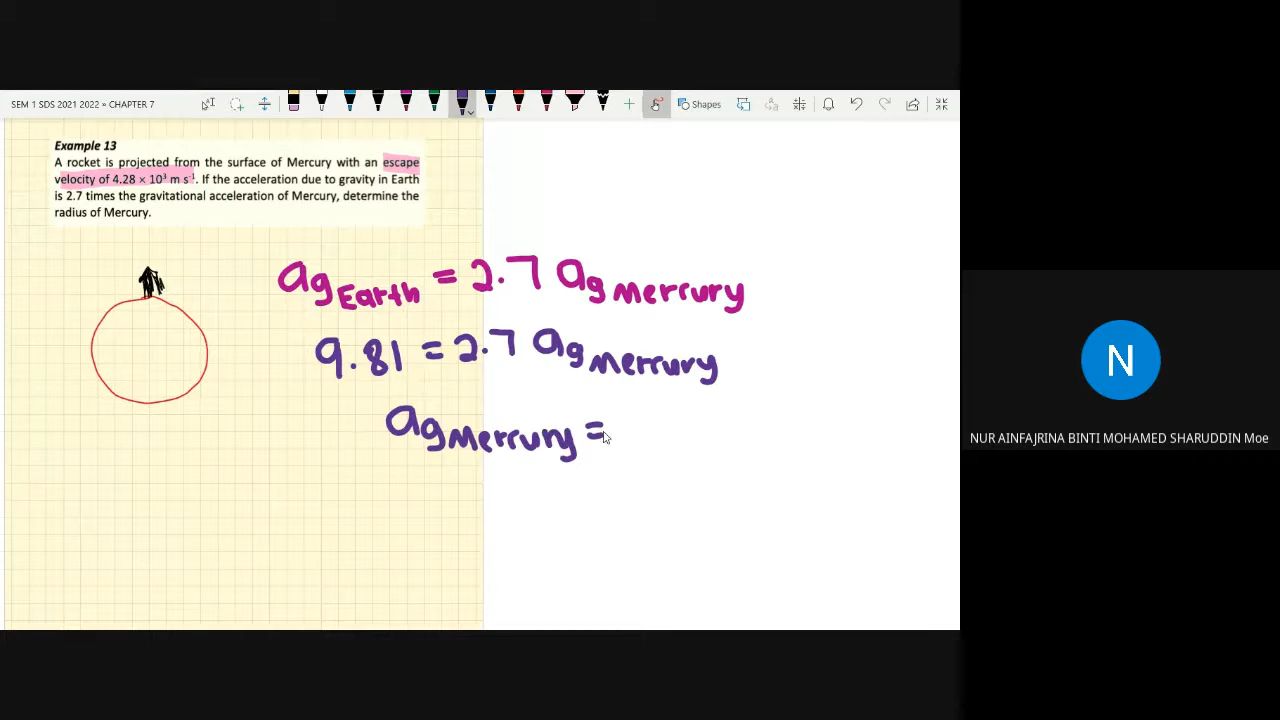 SEM 1 SDS 2021 2022 » CHAPTER 7
Shapes
Example 13
A rocket is projected from the surface of Mercury with an escape
velocity of 4.28 × 10³ m s⁻¹. If the acceleration due to gravity in Earth
is 2.7 times the gravitational acceleration of Mercury, determine the
radius of Mercury.
ag Earth = 2.7 ag Mercury
9.81 = 2.7 ag Mercury
ag Mercury =
N
NUR AINFAJRINA BINTI MOHAMED SHARUDDIN Moe